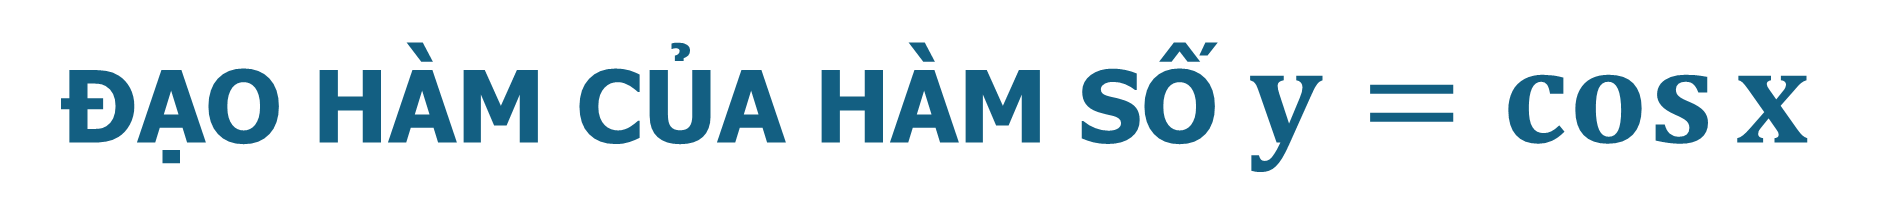 ĐẠO HÀM CỦA HÀM SỐ y = cos x